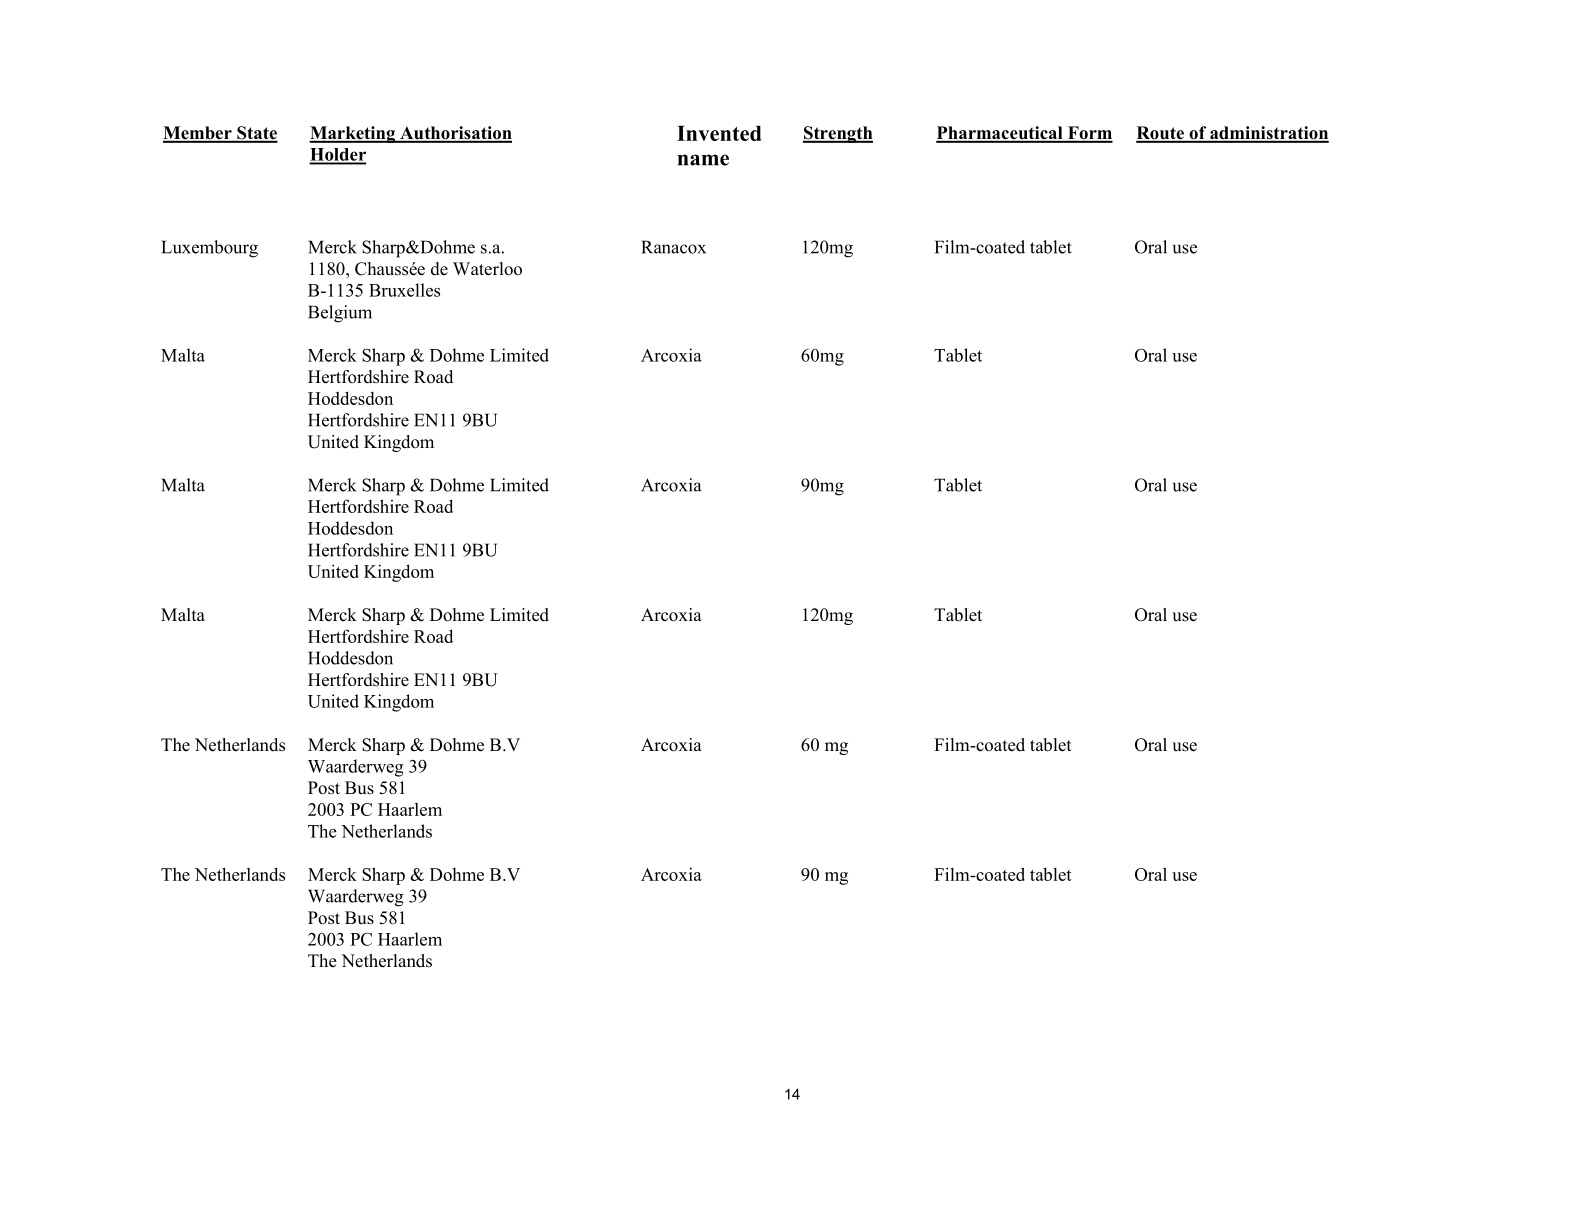 Member State Marketing Authorisation Holder Invented name Strength Pharmaceutical Form Route of administration
Luxembourg Merck Sharp&Dohme s.a. Ranacox 120mg Film-coated tablet Oral use
1180, Chaussée de Waterloo
B-1135 Bruxelles
Belgium
Malta Merck Sharp & Dohme Limited Arcoxia 60mg Tablet Oral use
Hertfordshire Road
Hoddesdon
Hertfordshire EN11 9BU
United Kingdom
Malta Merck Sharp & Dohme Limited Arcoxia 90mg Tablet Oral use
Hertfordshire Road
Hoddesdon
Hertfordshire EN11 9BU
United Kingdom
Malta Merck Sharp & Dohme Limited Arcoxia 120mg Tablet Oral use
Hertfordshire Road
Hoddesdon
Hertfordshire EN11 9BU
United Kingdom
The Netherlands Merck Sharp & Dohme B.V Arcoxia 60 mg Film-coated tablet Oral use
Waarderweg 39
Post Bus 581
2003 PC Haarlem
The Netherlands
The Netherlands Merck Sharp & Dohme B.V Arcoxia 90 mg Film-coated tablet Oral use
Waarderweg 39
Post Bus 581
2003 PC Haarlem
The Netherlands
14